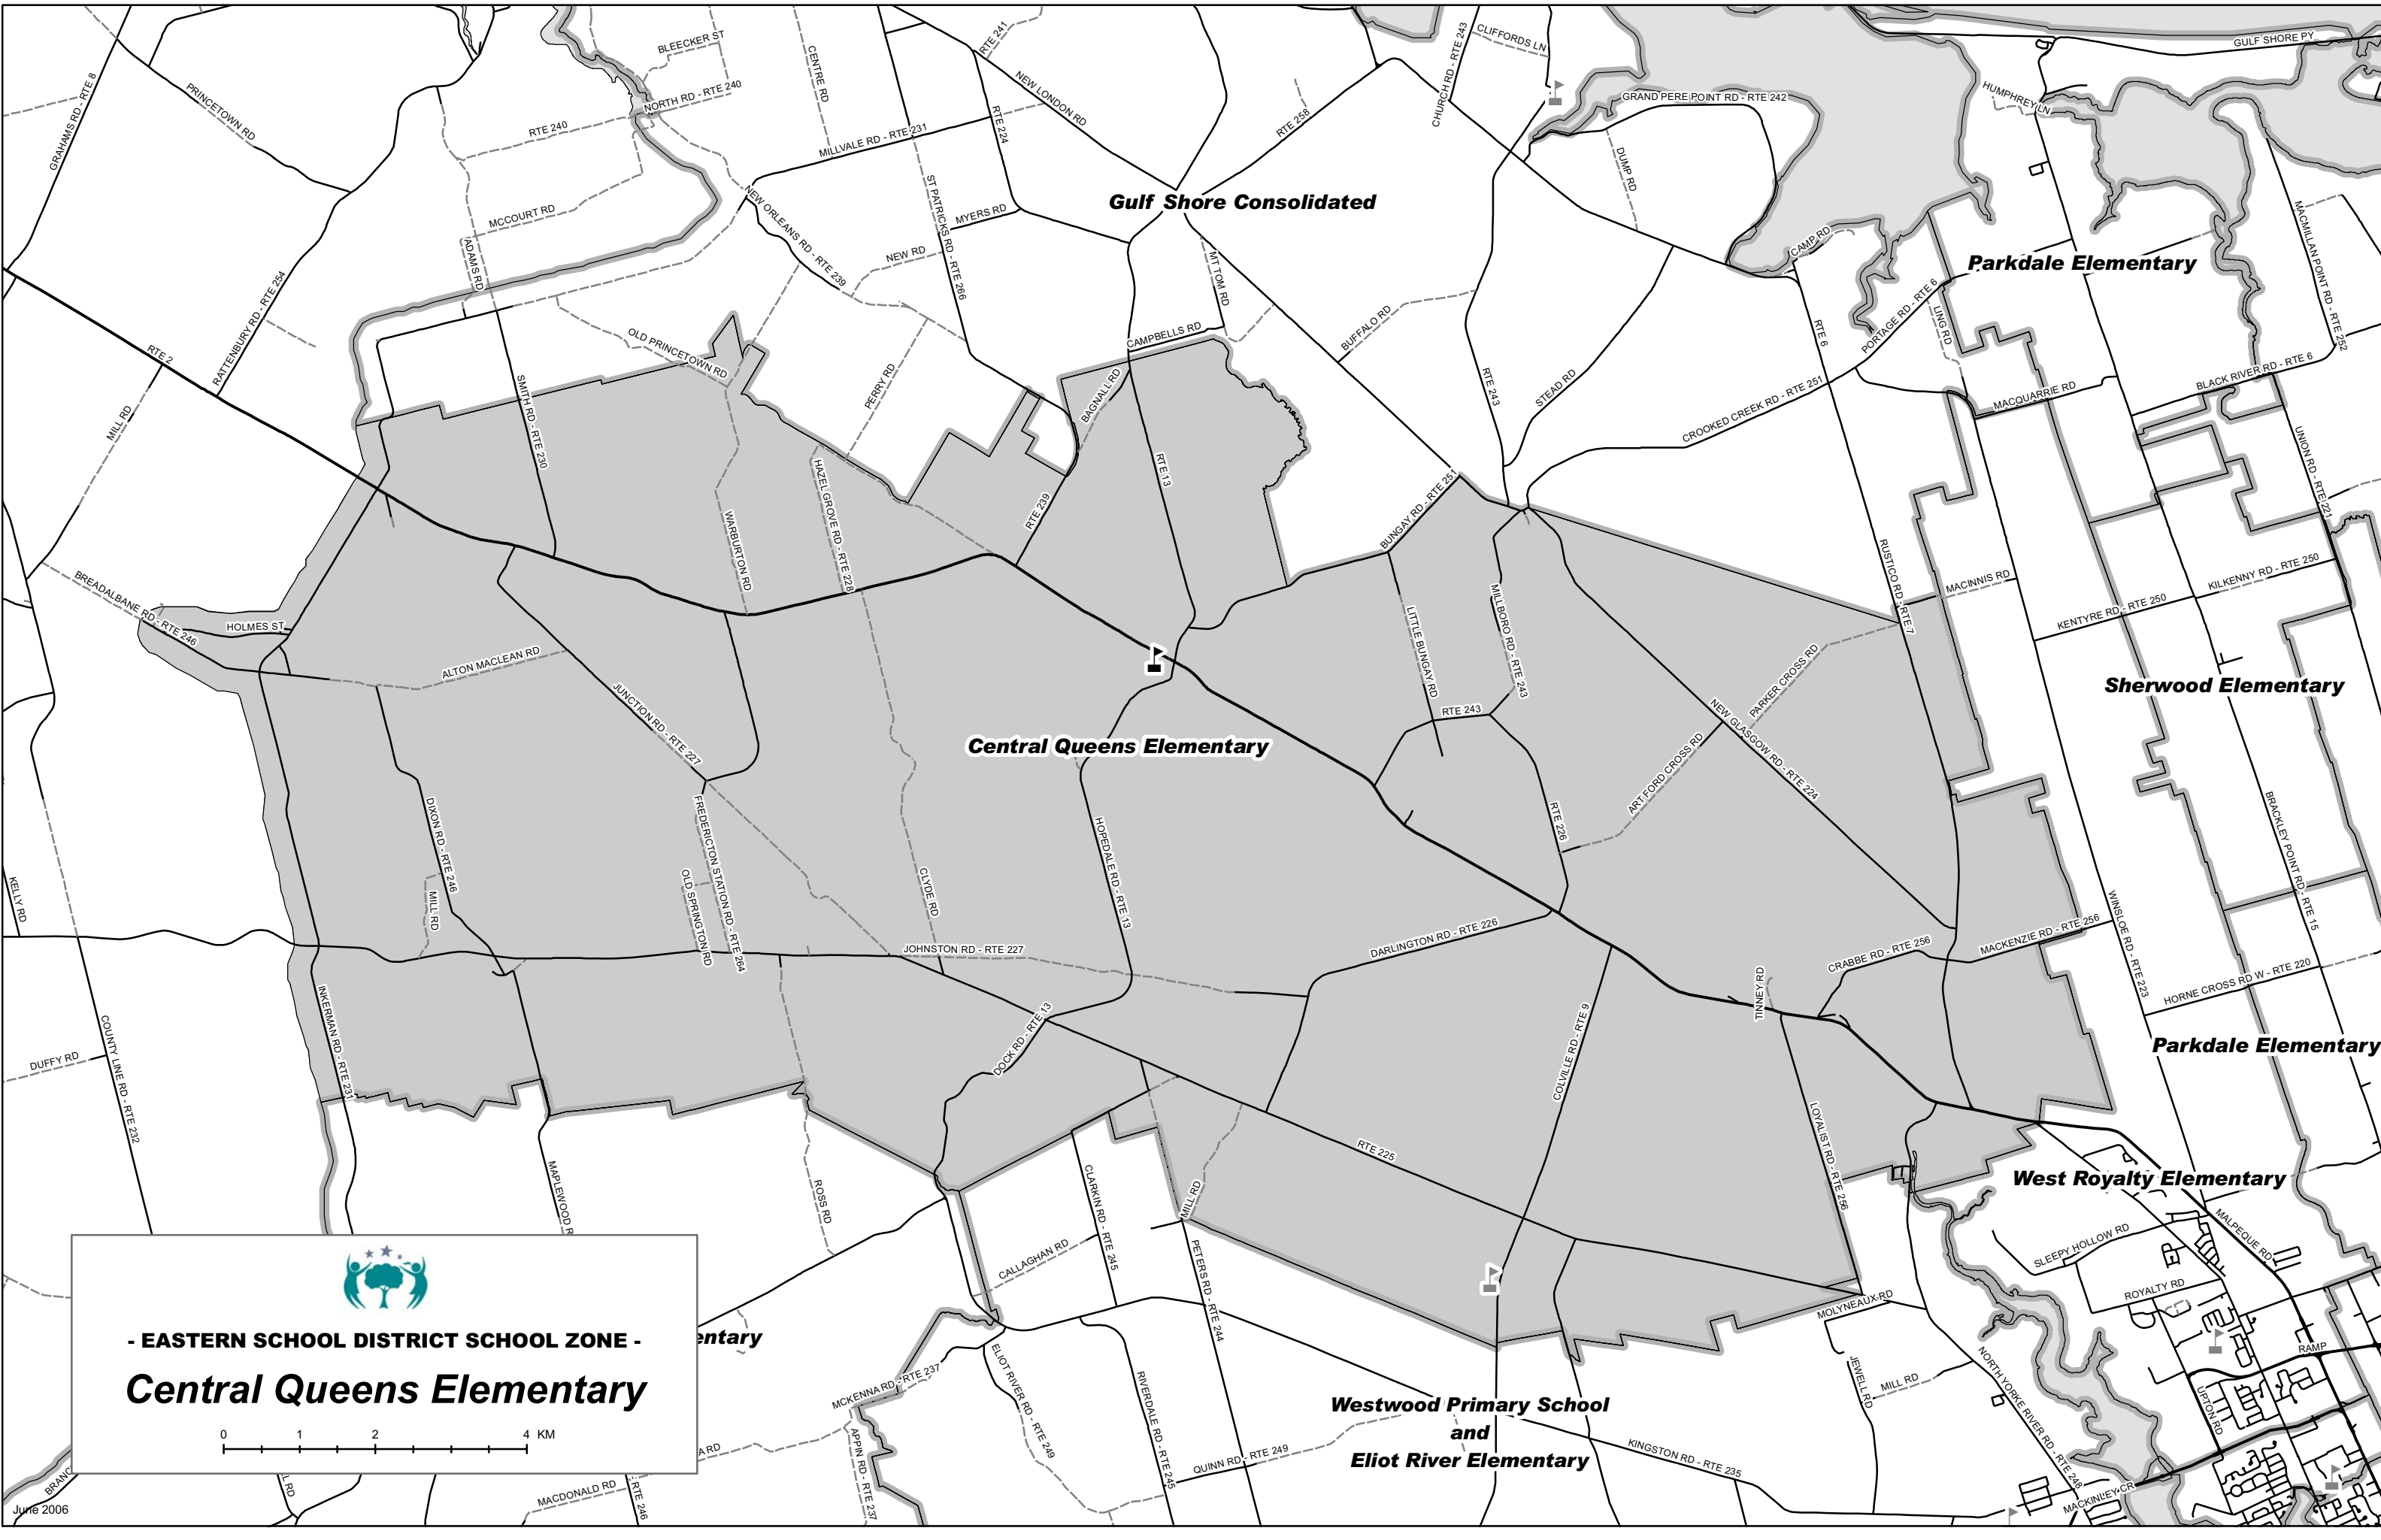 BLEECKER ST
CENTRE RD
RTE 241
CHURCH RD - RTE 243
CLIFFORDS LN
GULF SHORE PY
GRAHAMS RD - RTE 8
PRINCETOWN RD
NORTH RD - RTE 240
NEW LONDON RD
GRAND PERE POINT RD - RTE 242
HUMPHREY LN
RTE 240
MILLVALE RD - RTE 231
RTE 224
RTE 258
DUMP RD
MCCOURT RD
NEW ORLEANS RD - RTE 239
ST PATRICKS RD - RTE 266
MYERS RD
Gulf Shore Consolidated
MACMILLAN POINT RD - RTE 252
ADAMS RD
NEW RD
MT TOM RD
CAMP RD
Parkdale Elementary
RTE 2
RATTENBURY RD - RTE 254
OLD PRINCETOWN RD
CAMPBELLS RD
BUFFALO RD
RTE 6
PORTAGE RD - RTE 6
LING RD
BLACK RIVER RD - RTE 6
MILL RD
SMITH RD - RTE 230
PERRY RD
BAGNALL RD
RTE 243
STEAD RD
CROOKED CREEK RD - RTE 251
MACQUARRIE RD
UNION RD - RTE 221
HAZEL GROVE RD - RTE 228
RTE 13
RTE 239
WARBURTON RD
BUNGAY RD - RTE 251
RUSTICO RD - RTE 7
MACINNIS RD
KILKENNY RD - RTE 250
KENTYRE RD - RTE 250
BREADALBANE RD - RTE 246
HOLMES ST
ALTON MACLEAN RD
JUNCTION RD - RTE 227
LITTLE BUNGAY RD
MILLBORO RD - RTE 243
RTE 243
PARKER CROSS RD
NEW GLASGOW RD - RTE 224
Sherwood Elementary
Central Queens Elementary
ART FORD CROSS RD
RTE 226
DIXON RD - RTE 246
MILL RD
FREDERICTON STATION RD - RTE 264
OLD SPRINGTON RD
CLYDE RD
HOPEDALE RD - RTE 13
BRACKLEY POINT RD - RTE 15
WINSLOE RD - RTE 223
KELLY RD
JOHNSTON RD - RTE 227
DARLINGTON RD - RTE 226
CRABBE RD - RTE 256
MACKENZIE RD - RTE 256
HORNE CROSS RD W - RTE 220
TINNEY RD
INKERMAN RD - RTE 231
COUNTY LINE RD - RTE 232
DUFFY RD
DOCK RD - RTE 13
COLVILLE RD - RTE 9
Parkdale Elementary
LOYALIST RD - RTE 256
RTE 225
MAPLEWOOD R
ROSS RD
CLARKIN RD - RTE 245
MILL RD
CALLAGHAN RD
PETERS RD - RTE 244
West Royalty Elementary
MALPEQUE RD
SLEEPY HOLLOW RD
ROYALTY RD
MOLYNEAUX RD
RAMP
- EASTERN SCHOOL DISTRICT SCHOOL ZONE -
Central Queens Elementary
0 1 2 4 KM
entary
MCKENNA RD - RTE 237
ELIOT RIVER RD - RTE 249
RIVERDALE RD - RTE 245
APPIN RD - RTE 237
A RD
MACDONALD RD
RTE 246
QUINN RD - RTE 249
Westwood Primary School
and
Eliot River Elementary
KINGSTON RD - RTE 235
JEWELL RD
MILL RD
NORTH YORKE RIVER RD - RTE 248
UPTON RD
MACKINLEY CR
BRANC
L RD
June 2006